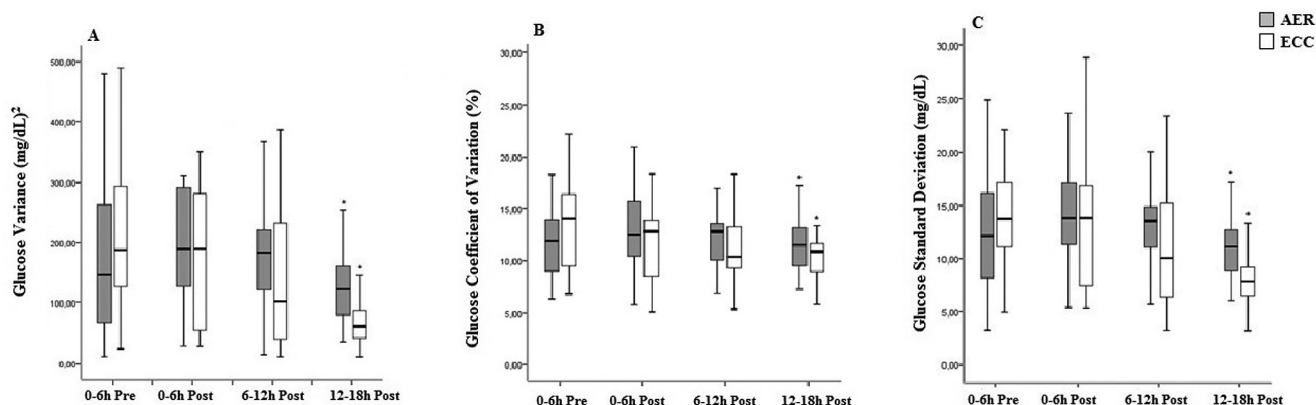 A
Glucose Variance (mg/dL)²
500,00
400,00
300,00
200,00
100,00
0,00
*
*
0-6h Pre 0-6h Post 6-12h Post 12-18h Post
B
Glucose Coefficient of Variation (%)
30,00
25,00
20,00
15,00
10,00
5,00
0,00
*
*
0-6h Pre 0-6h Post 6-12h Post 12-18h Post
C
AER
ECC
Glucose Standard Deviation (mg/dL)
30,00
25,00
20,00
15,00
10,00
5,00
0,00
*
*
0-6h Pre 0-6h Post 6-12h Post 12-18h Post